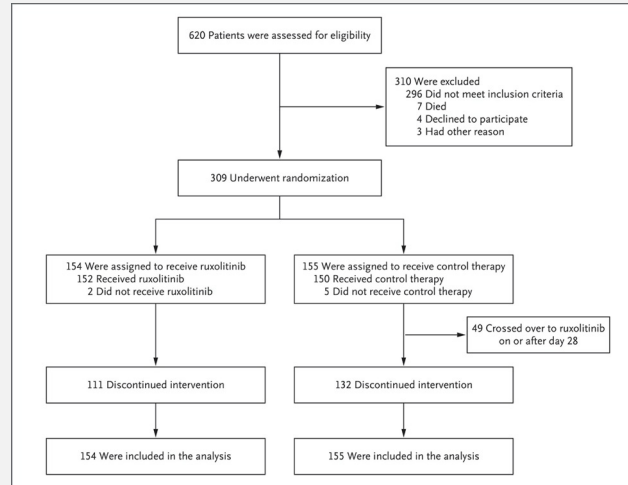 620 Patients were assessed for eligibility
310 Were excluded
296 Did not meet inclusion criteria
7 Died
4 Declined to participate
3 Had other reason
309 Underwent randomization
154 Were assigned to receive ruxolitinib
152 Received ruxolitinib
2 Did not receive ruxolitinib
155 Were assigned to receive control therapy
150 Received control therapy
5 Did not receive control therapy
49 Crossed over to ruxolitinib
on or after day 28
111 Discontinued intervention
132 Discontinued intervention
154 Were included in the analysis
155 Were included in the analysis